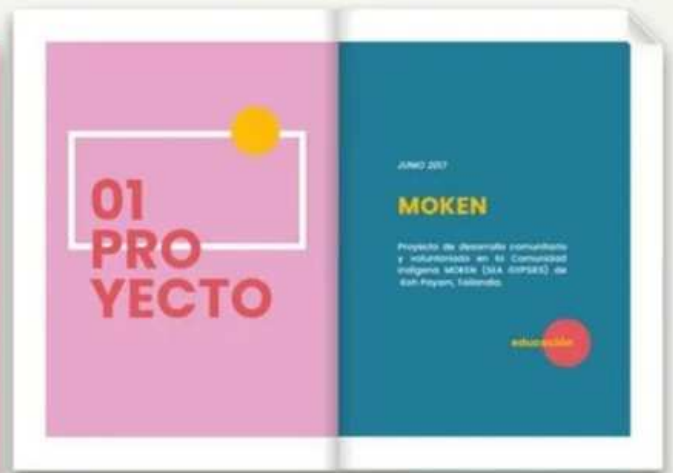 01
PRO
YECTO
JUNIO 2017
MOKEN
Proyecto de desarrollo comunitario
y voluntariado en la Comunidad
Indígena MOKEN (SEA GYPSIES) de
Koh Payam, Tailandia.
educación